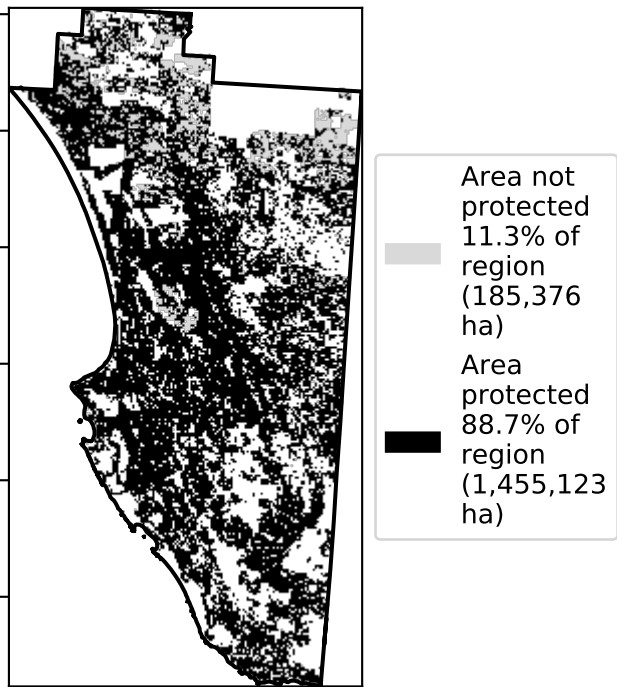 Area not
protected
11.3% of
region
(185,376
ha)
Area
protected
88.7% of
region
(1,455,123
ha)